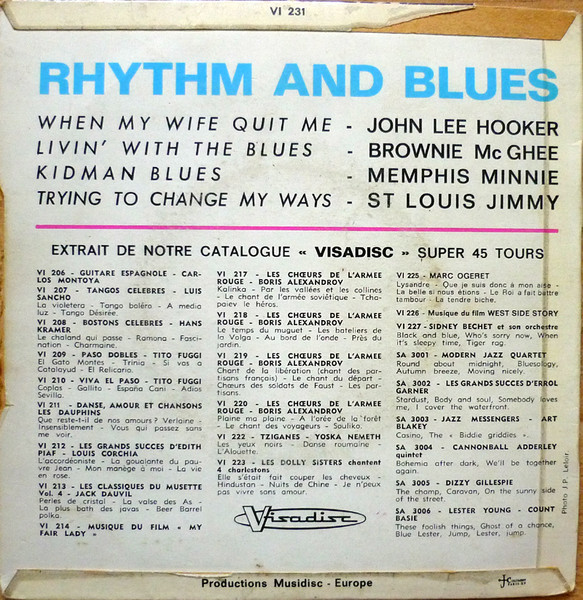 VI 231
RHYTHM AND BLUES
WHEN MY WIFE QUIT ME - JOHN LEE HOOKER
LIVIN' WITH THE BLUES - BROWNIE Mc GHEE
KIDMAN BLUES - MEMPHIS MINNIE
TRYING TO CHANGE MY WAYS - ST LOUIS JIMMY
EXTRAIT DE NOTRE CATALOGUE « VISADISC » SUPER 45 TOURS
VI 206 - GUITARE ESPAGNOLE - CAR-
LOS MONTOYA
VI 207 - TANGOS CELEBRES - LUIS
SANCHO
La violetera - Tango boléro - A media
luz - Tango Désirée.
VI 208 - BOSTONS CELEBRES - HANS
KRAMER
Le chaland qui passe - Ramona - Fasci-
nation - Charmaine.
VI 209 - PASO DOBLES - TITO FUGGI
El Gato Montés - Trinia - Si vas a
Calatayud - El Relicario.
VI 210 - VIVA EL PASO - TITO FUGGI
Coplas - Gallito - España Cani - Adios
Sevilla.
VI 211 - DANSE, AMOUR ET CHANSONS
LES DAUPHINS
Que reste-t-il de nos amours ? Verlaine -
Insensiblement - Vous qui passez sans
me voir.
VI 212 - LES GRANDS SUCCES D'EDITH
PIAF - LOUIS CORCHIA
L'accordéoniste - La goualante du pau-
vre Jean - Mon manège à moi - La vie
en rose.
VI 213 - LES CLASSIQUES DU MUSETTE
Vol. 4 - JACK DAUVIL
Perles de cristal - La valse des As -
La plus bath des javas - Beer Barrel
polka.
VI 214 - MUSIQUE DU FILM « MY
FAIR LADY »
VI 217 - LES CHŒURS DE L'ARMEE
ROUGE - BORIS ALEXANDROV
Kalinka - Par les vallées et les collines
- Le chant de l'armée soviétique - Tcha-
paiev le héros.
VI 218 - LES CHŒURS DE L'ARMEE
ROUGE - BORIS ALEXANDROV
Le temps du muguet - Les bateliers de
la Volga - Au bord de l'onde - Près du
jardin.
VI 219 - LES CHŒURS DE L'ARMEE
ROUGE - BORIS ALEXANDROV
Chant de la libération (chant des par-
tisans français) - Le chant du départ -
Chœurs des soldats de Faust - Les par-
tisans.
VI 220 - LES CHŒURS DE L'ARMEE
ROUGE - BORIS ALEXANDROV
Plaine ma plaine - A l'orée de la forêt
- Le chant des voyageurs - Souliko.
VI 222 - TZIGANES - YOSKA NEMETH
Les yeux noirs - Danse roumaine -
L'Alouette.
VI 223 - LES DOLLY SISTERS chantent
4 charlestons
Elle s'était fait couper les cheveux -
Hindustan - Nuits de Chine - Je n'peux
pas vivre sans amour.
Visadisc
VI 225 - MARC OGERET
Lysandre - Que je suis donc à mon aise -
La belle si nous étions - Le Roi a fait battre
tambour - La tendre biche.
VI 226 - Musique du film WEST SIDE STORY
VI 227 - SIDNEY BECHET et son orchestre
Black and blue, Who's sorry now, When
it's sleepy time, Tiger rag.
SA 3001 - MODERN JAZZ QUARTET
Round about midnight, Bluesology,
Autumn breeze, Moving nicely.
SA 3002 - LES GRANDS SUCCES D'ERROL
GARNER
Stardust, Body and soul, Somebody loves
me, I cover the waterfront.
SA 3003 - JAZZ MESSENGERS - ART
BLAKEY
Casino, The « Biddie griddies ».
SA 3004 - CANNONBALL ADDERLEY
quintet
Bohemia after dark, We'll be together
again.
SA 3005 - DIZZY GILLESPIE
The champ, Caravan, On the sunny side
of the street.
SA 3006 - LESTER YOUNG - COUNT
BASIE
These foolish things, Ghost of a chance,
Blue Lester, Jump, Lester, jump.
Photo J.P. Leloir.
Productions Musidisc - Europe